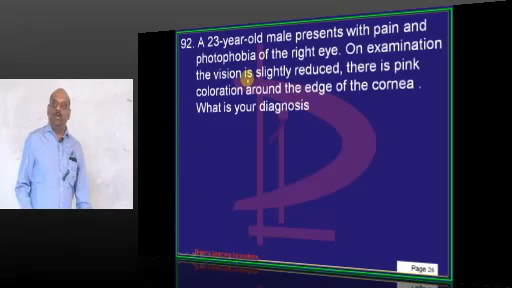 92. A 23-year-old male presents with pain and
photophobia of the right eye. On examination
the vision is slightly reduced, there is pink
coloration around the edge of the cornea .
What is your diagnosis
Page 26